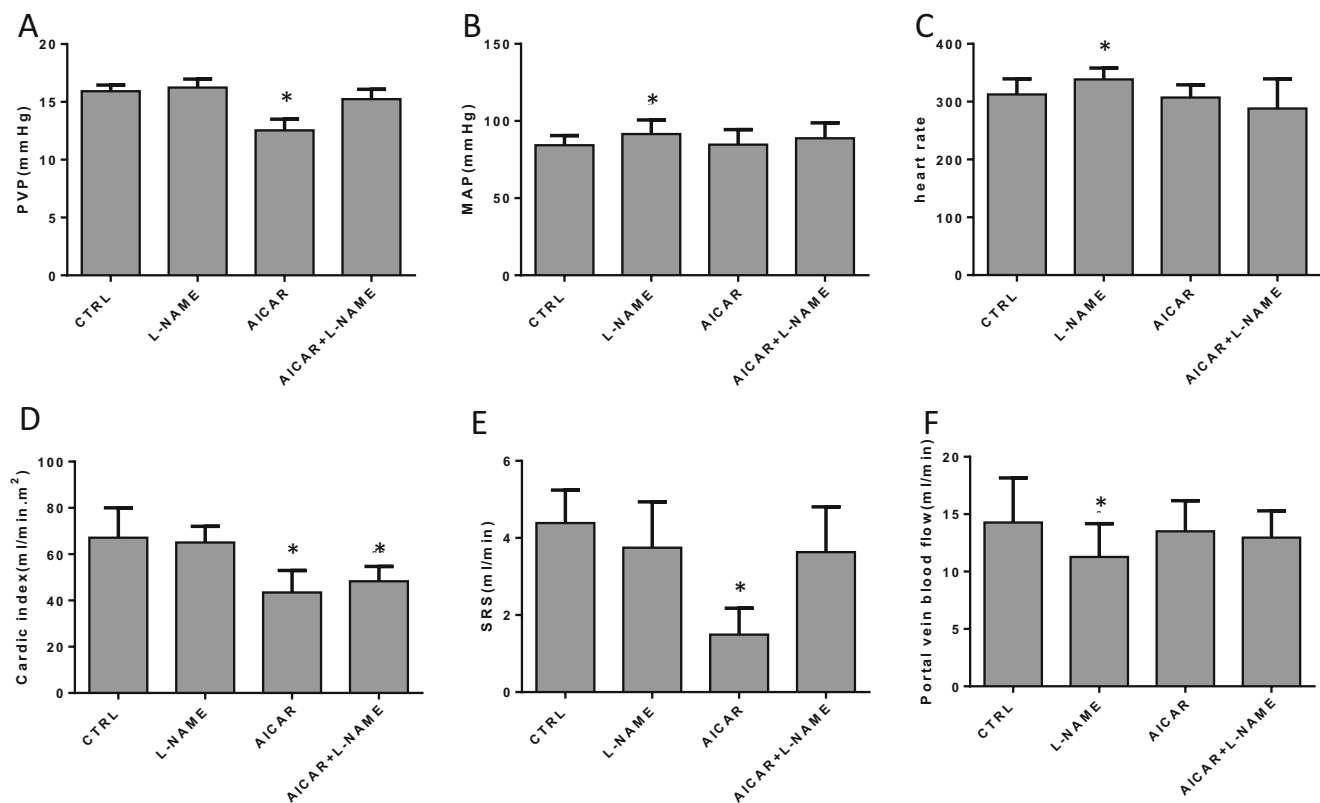 A
PVP(mmHg)
20
15
10
5
0
CTRL
L-NAME
AICAR
AICAR+L-NAME
*
B
MAP(mmHg)
150
100
50
0
CTRL
L-NAME
AICAR
AICAR+L-NAME
*
C
heart rate
400
300
200
100
0
CTRL
L-NAME
AICAR
AICAR+L-NAME
*
D
Cardic index(ml/min.m²)
100
80
60
40
20
0
CTRL
L-NAME
AICAR
AICAR+L-NAME
*
*
E
SRS(ml/min)
6
4
2
0
CTRL
L-NAME
AICAR
AICAR+L-NAME
*
F
Portal vein blood flow(ml/min)
20
15
10
5
0
CTRL
L-NAME
AICAR
AICAR+L-NAME
*